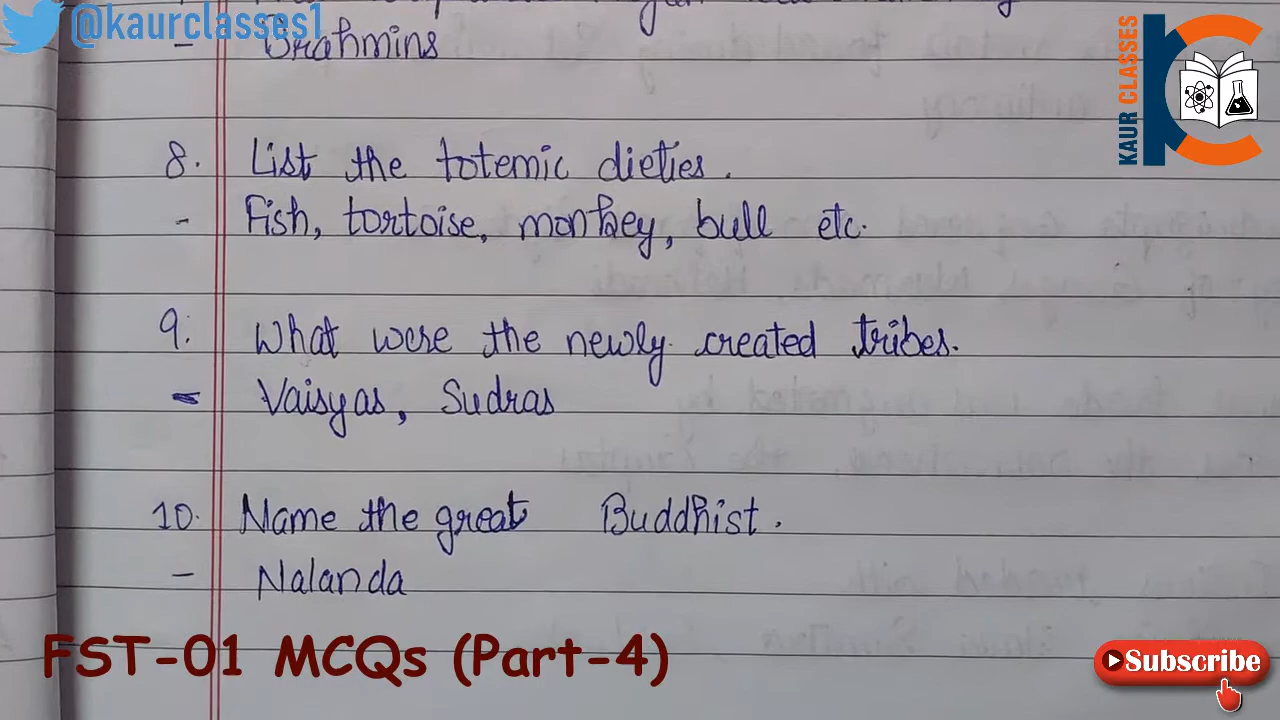 @kaurclasses1
- Brahmins
KAUR CLASSES
8. List the totemic dieties.
- Fish, tortoise, monkey, bull etc.
9. What were the newly created tribes.
- Vaisyas, Sudras
10. Name the great Buddhist.
- Nalanda
FST-01 MCQs (Part-4)
Subscribe